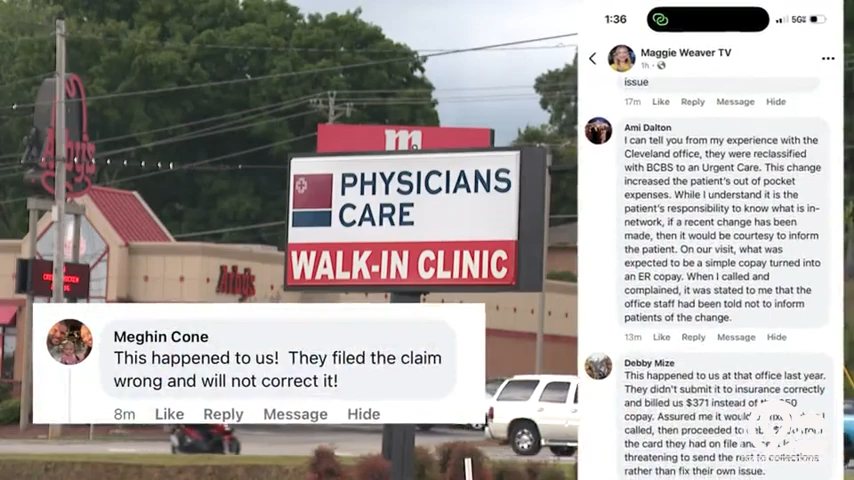 Arby's
Arby's
m
PHYSICIANS
CARE
WALK-IN CLINIC
Meghin Cone
This happened to us! They filed the claim
wrong and will not correct it!
8m Like Reply Message Hide
1:36
5G
Maggie Weaver TV
1h
issue
17m Like Reply Message Hide
Ami Dalton
I can tell you from my experience with the
Cleveland office, they were reclassified
with BCBS to an Urgent Care. This change
increased the patient's out of pocket
expenses. While I understand it is the
patient's responsibility to know what is in-
network, if a recent change has been
made, then it would be courtesy to inform
the patient. On our visit, what was
expected to be a simple copay turned into
an ER copay. When I called and
complained, it was stated to me that the
office staff had been told not to inform
patients of the change.
13m Like Reply Message Hide
Debby Mize
This happened to us at that office last year.
They didn't submit it to insurance correctly
and billed us $371 instead of the
copay. Assured me it would
called, then proceeded to
the card they had on file
threatening to send the rest to collections
rather than fix their own issue.